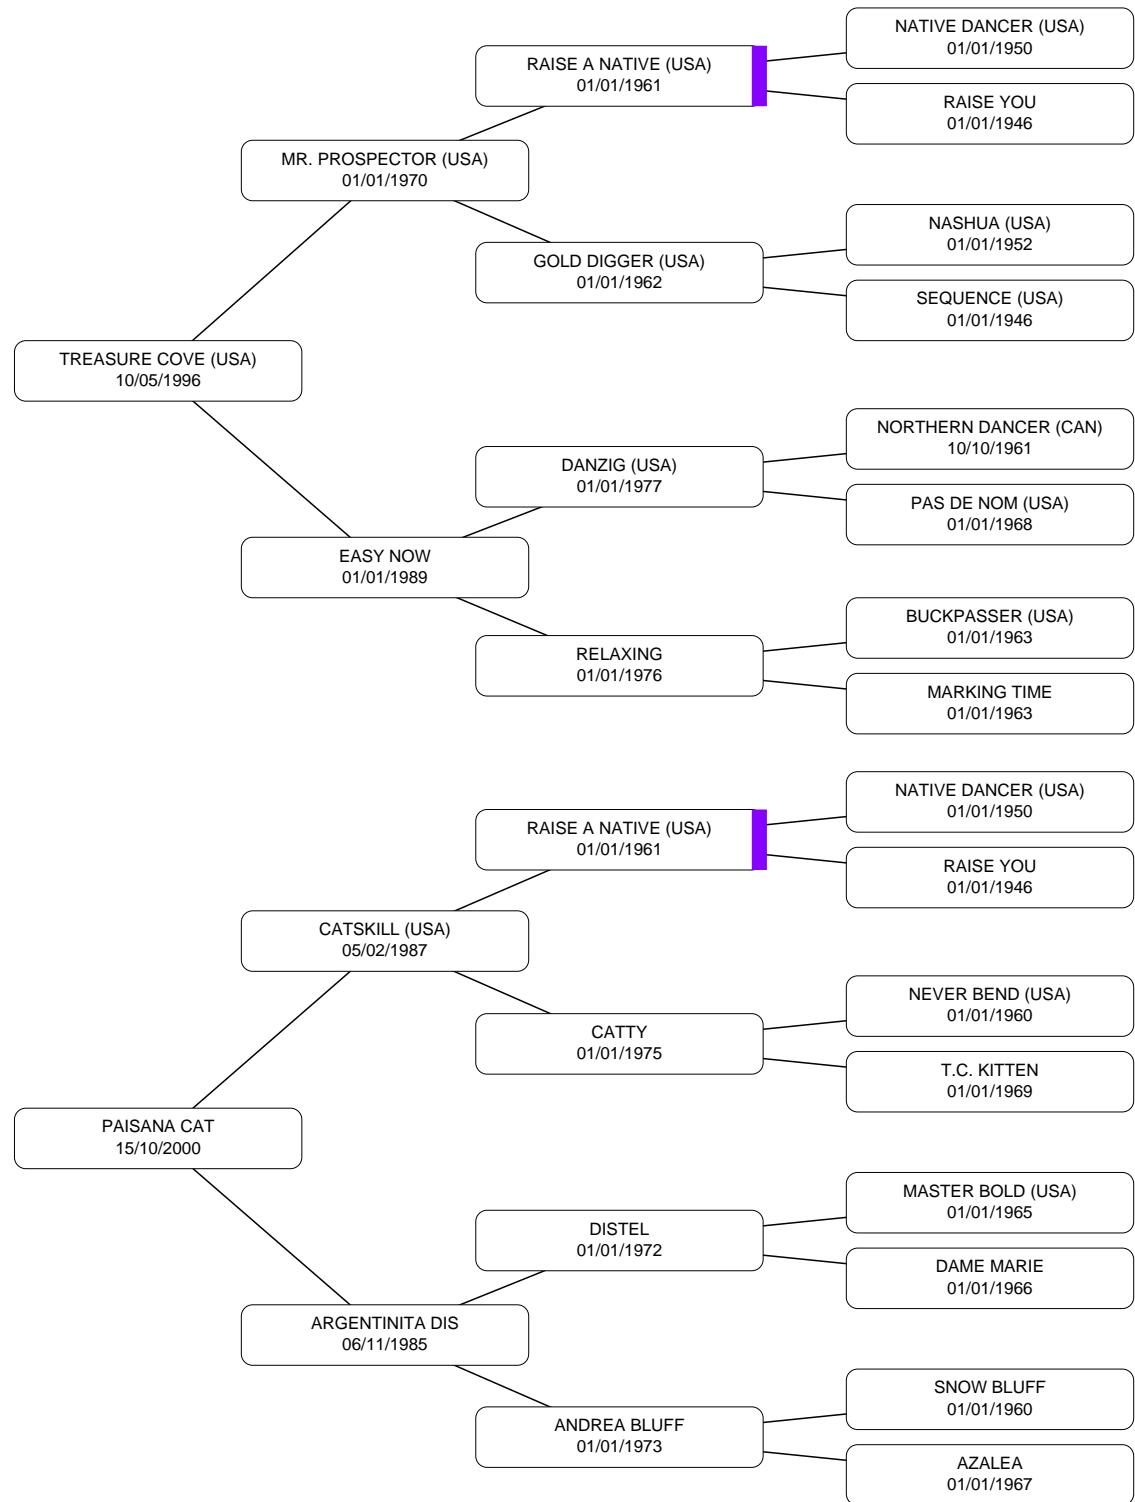 NATIVE DANCER (USA)
01/01/1950
RAISE A NATIVE (USA)
01/01/1961
RAISE YOU
01/01/1946
MR. PROSPECTOR (USA)
01/01/1970
NASHUA (USA)
01/01/1952
GOLD DIGGER (USA)
01/01/1962
SEQUENCE (USA)
01/01/1946
TREASURE COVE (USA)
10/05/1996
NORTHERN DANCER (CAN)
10/10/1961
DANZIG (USA)
01/01/1977
PAS DE NOM (USA)
01/01/1968
EASY NOW
01/01/1989
BUCKPASSER (USA)
01/01/1963
RELAXING
01/01/1976
MARKING TIME
01/01/1963
NATIVE DANCER (USA)
01/01/1950
RAISE A NATIVE (USA)
01/01/1961
RAISE YOU
01/01/1946
CATSKILL (USA)
05/02/1987
NEVER BEND (USA)
01/01/1960
CATTY
01/01/1975
T.C. KITTEN
01/01/1969
PAISANA CAT
15/10/2000
MASTER BOLD (USA)
01/01/1965
DISTEL
01/01/1972
DAME MARIE
01/01/1966
ARGENTINITA DIS
06/11/1985
SNOW BLUFF
01/01/1960
ANDREA BLUFF
01/01/1973
AZALEA
01/01/1967